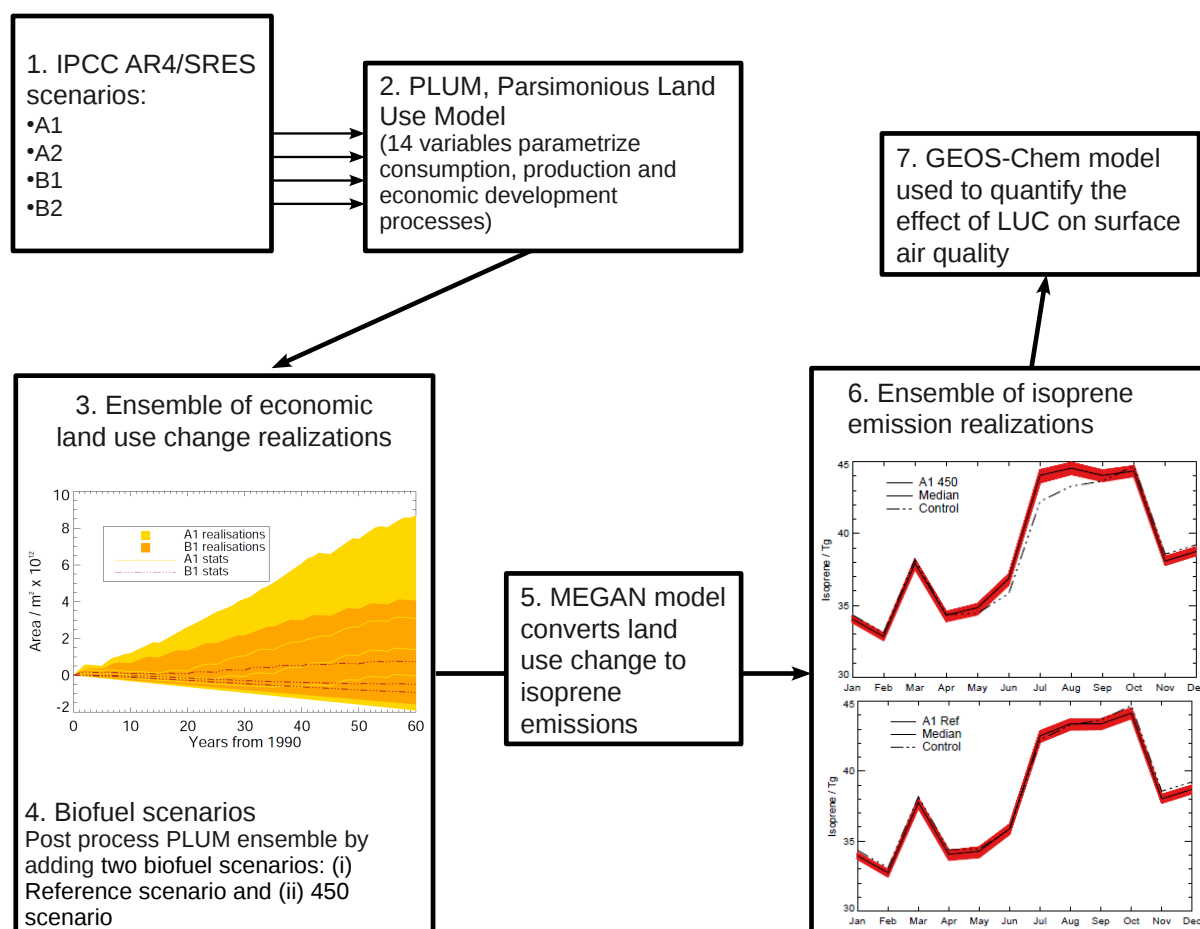 1. IPCC AR4/SRES
scenarios:
•A1
•A2
•B1
•B2
2. PLUM, Parsimonious Land
Use Model
(14 variables parametrize
consumption, production and
economic development
processes)
7. GEOS-Chem model
used to quantify the
effect of LUC on surface
air quality
3. Ensemble of economic
land use change realizations
10
8
6
4
2
0
-2
Area / m² x 10¹²
A1 realisations
B1 realisations
A1 stats
B1 stats
0 10 20 30 40 50 60
Years from 1990
4. Biofuel scenarios
Post process PLUM ensemble by
adding two biofuel scenarios: (i)
Reference scenario and (ii) 450
scenario
5. MEGAN model
converts land
use change to
isoprene
emissions
6. Ensemble of isoprene
emission realizations
45
40
35
30
Isoprene / Tg
A1 450
Median
Control
Jan Feb Mar Apr May Jun Jul Aug Sep Oct Nov Dec
45
40
35
30
Isoprene / Tg
A1 Ref
Median
Control
Jan Feb Mar Apr May Jun Jul Aug Sep Oct Nov Dec